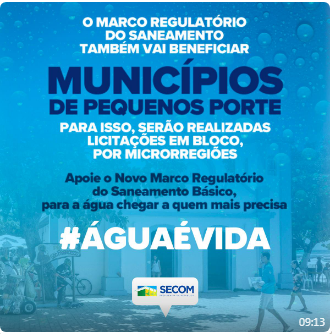 O MARCO REGULATÓRIO
DO SANEAMENTO
TAMBÉM VAI BENEFICIAR
MUNICÍPIOS
DE PEQUENOS PORTE
PARA ISSO, SERÃO REALIZADAS
LICITAÇÕES EM BLOCO,
POR MICRORREGIÕES
Apoie o Novo Marco Regulatório
do Saneamento Básico,
para a água chegar a quem mais precisa
#ÁGUAÉVIDA
SECOM
09:13